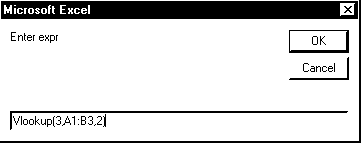 Microsoft Excel
Enter expr
OK
Cancel
Vlookup(3,A1:B3,2)